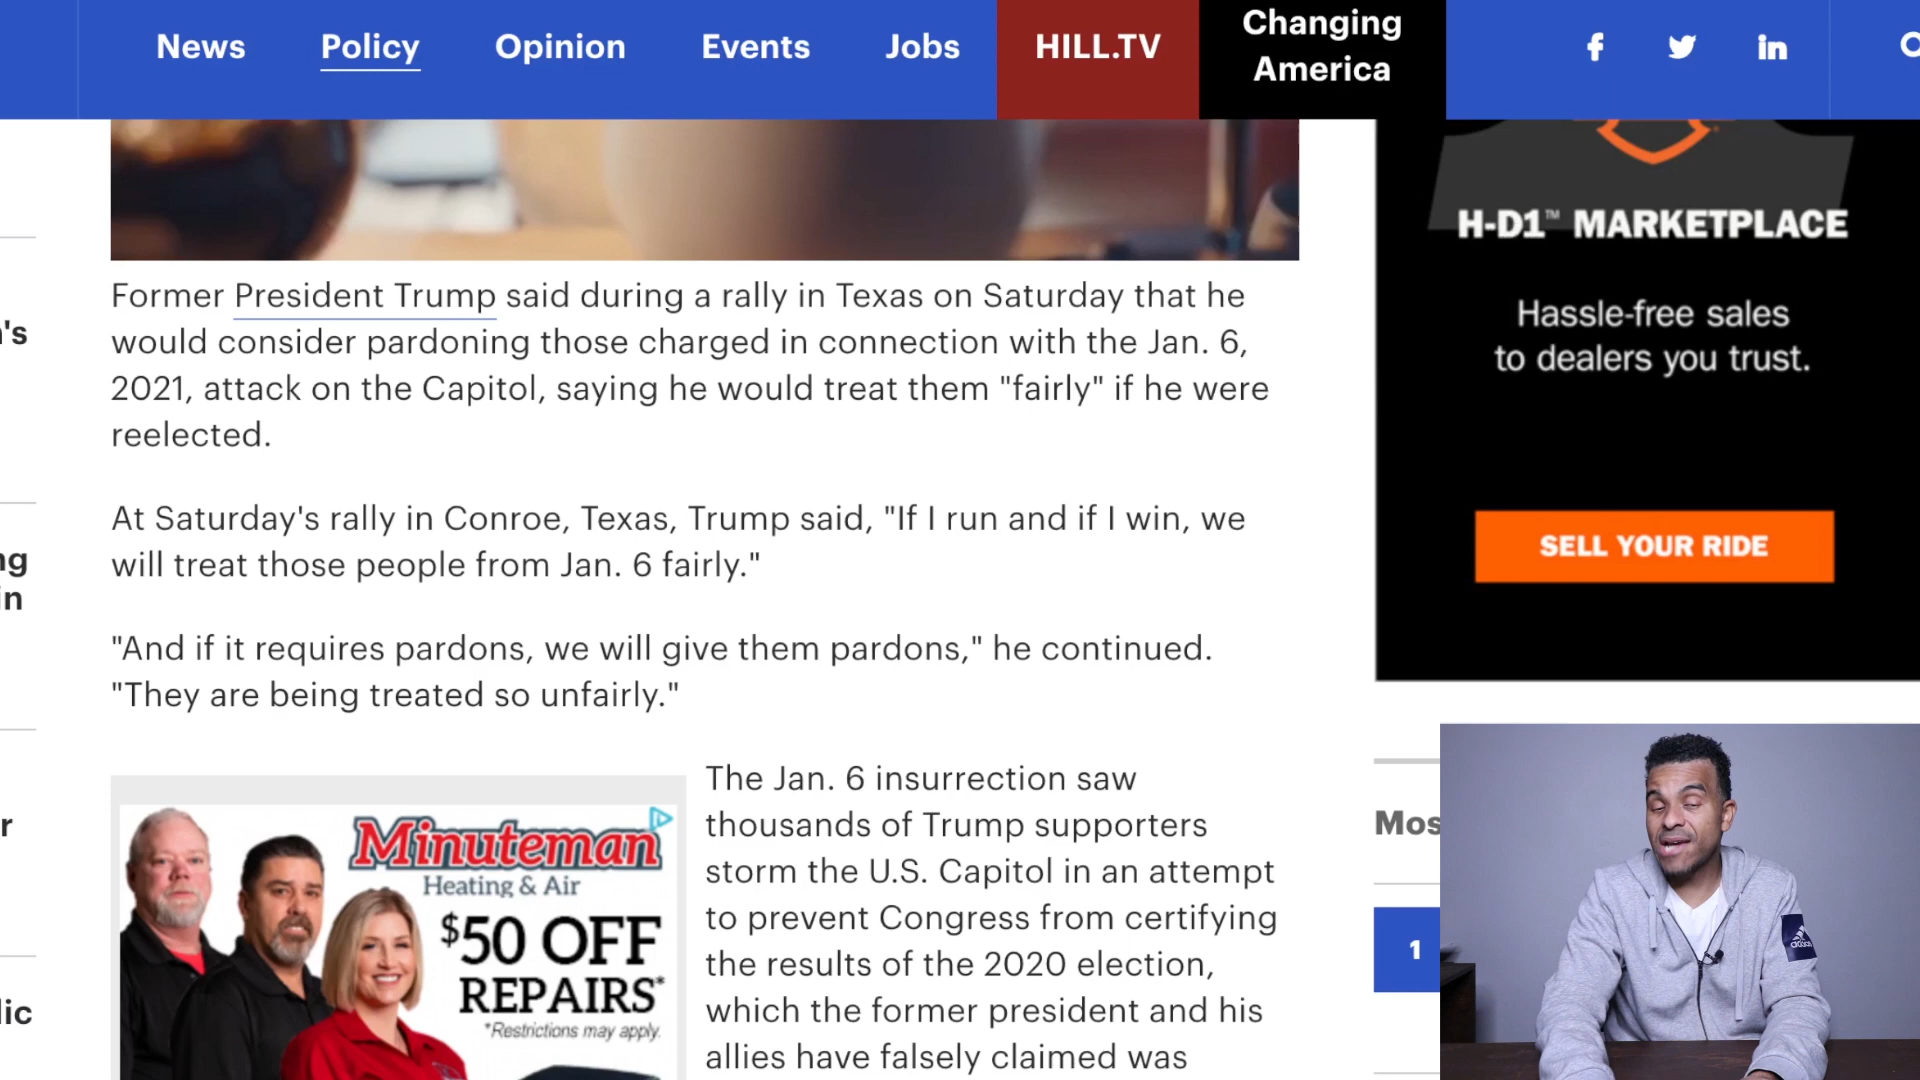 News Policy Opinion Events Jobs HILL.TV Changing America
Former President Trump said during a rally in Texas on Saturday that he
would consider pardoning those charged in connection with the Jan. 6,
2021, attack on the Capitol, saying he would treat them "fairly" if he were
reelected.
At Saturday's rally in Conroe, Texas, Trump said, "If I run and if I win, we
will treat those people from Jan. 6 fairly."
"And if it requires pardons, we will give them pardons," he continued.
"They are being treated so unfairly."
The Jan. 6 insurrection saw
thousands of Trump supporters
storm the U.S. Capitol in an attempt
to prevent Congress from certifying
the results of the 2020 election,
which the former president and his
allies have falsely claimed was
Minuteman
Heating & Air
$50 OFF
REPAIRS*
*Restrictions may apply.
H-D1™ MARKETPLACE
Hassle-free sales
to dealers you trust.
SELL YOUR RIDE
1
adidas